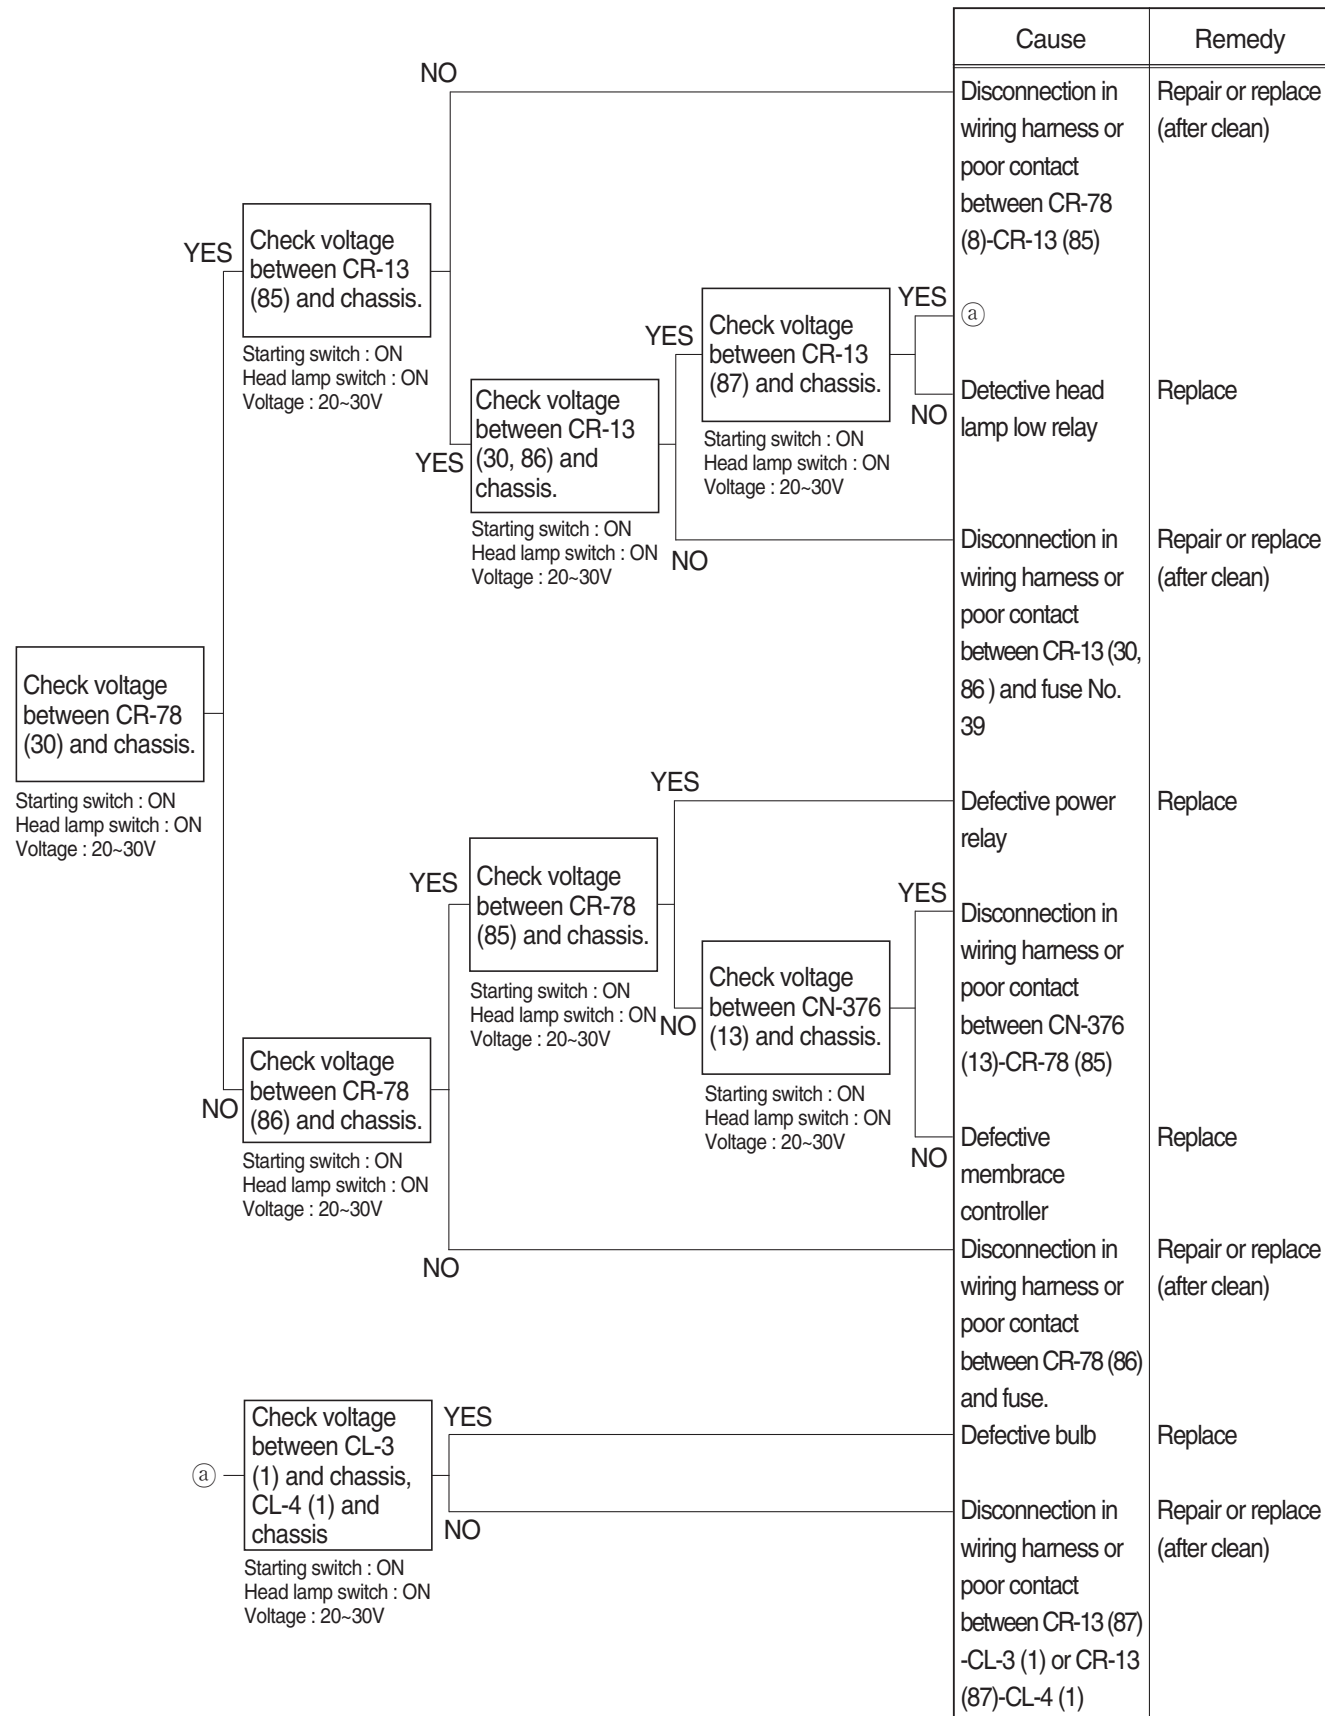 Cause
Remedy
NO
Disconnection in
wiring harness or
poor contact
between CR-78
(8)-CR-13 (85)
Repair or replace
(after clean)
YES
Check voltage
between CR-13
(85) and chassis.
Starting switch : ON
Head lamp switch : ON
Voltage : 20~30V
YES
Check voltage
between CR-13
(30, 86) and
chassis.
Starting switch : ON
Head lamp switch : ON
Voltage : 20~30V
YES
Check voltage
between CR-13
(87) and chassis.
Starting switch : ON
Head lamp switch : ON
Voltage : 20~30V
YES
ⓐ
NO
Detective head
lamp low relay
Replace
NO
Disconnection in
wiring harness or
poor contact
between CR-13 (30,
86 ) and fuse No.
39
Repair or replace
(after clean)
Check voltage
between CR-78
(30) and chassis.
Starting switch : ON
Head lamp switch : ON
Voltage : 20~30V
YES
Defective power
relay
Replace
YES
Check voltage
between CR-78
(85) and chassis.
Starting switch : ON
Head lamp switch : ON
Voltage : 20~30V
NO
Check voltage
between CN-376
(13) and chassis.
Starting switch : ON
Head lamp switch : ON
Voltage : 20~30V
YES
Disconnection in
wiring harness or
poor contact
between CN-376
(13)-CR-78 (85)
NO
Defective
membrace
controller
Replace
NO
Check voltage
between CR-78
(86) and chassis.
Starting switch : ON
Head lamp switch : ON
Voltage : 20~30V
NO
Disconnection in
wiring harness or
poor contact
between CR-78 (86)
and fuse.
Repair or replace
(after clean)
ⓐ
Check voltage
between CL-3
(1) and chassis,
CL-4 (1) and
chassis
Starting switch : ON
Head lamp switch : ON
Voltage : 20~30V
YES
Defective bulb
Replace
NO
Disconnection in
wiring harness or
poor contact
between CR-13 (87)
-CL-3 (1) or CR-13
(87)-CL-4 (1)
Repair or replace
(after clean)